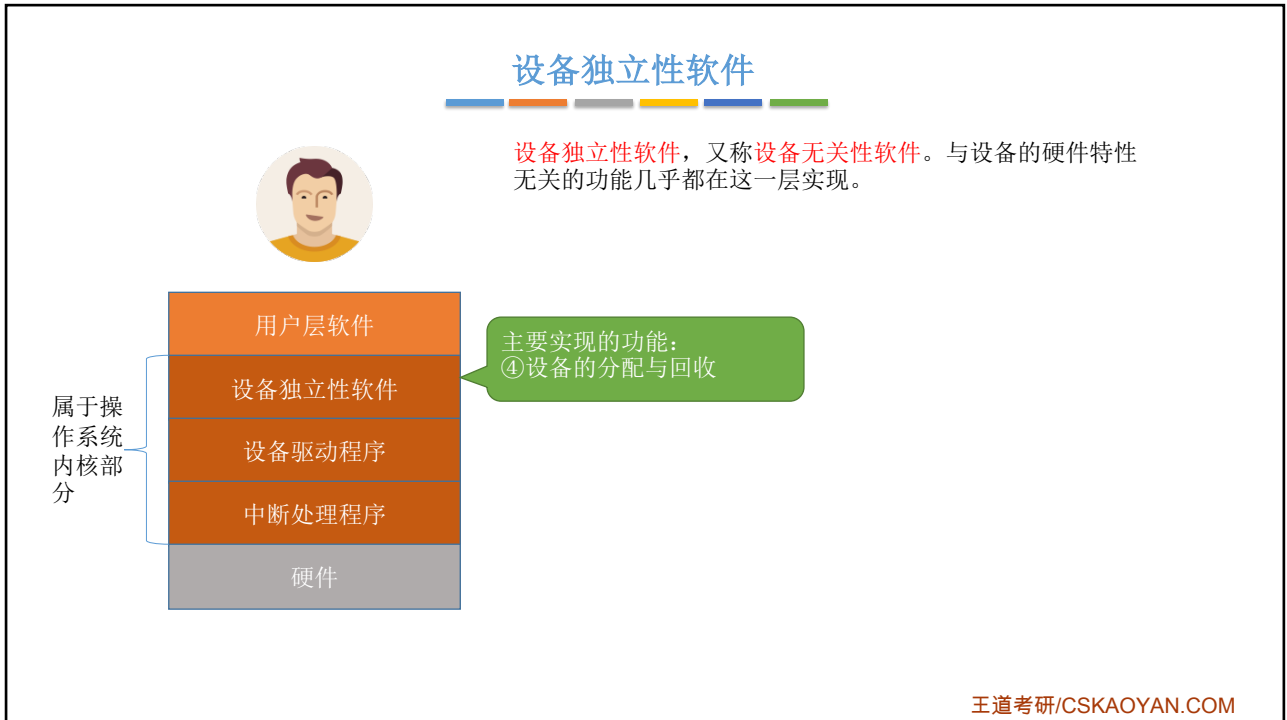 设备独立性软件
设备独立性软件，又称设备无关性软件。与设备的硬件特性
无关的功能几乎都在这一层实现。
用户层软件
主要实现的功能：
④设备的分配与回收
设备独立性软件
属于操
作系统
内核部
分
设备驱动程序
中断处理程序
硬件
王道考研/CSKAOYAN.COM